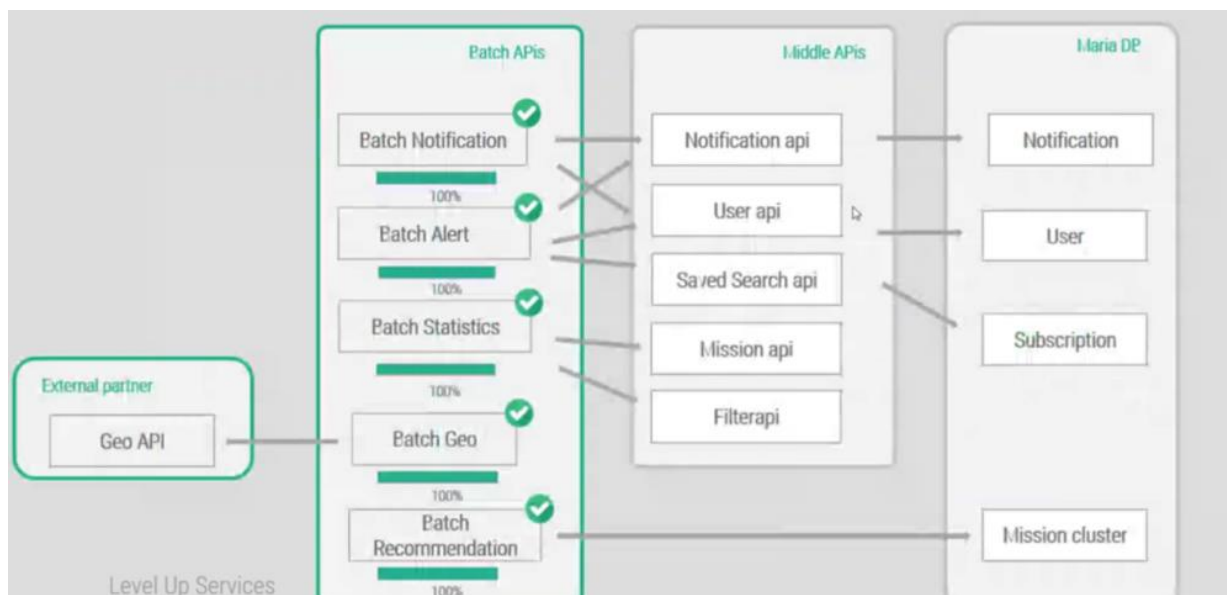 Batch APis
Batch Notification
100%
Batch Alert
100%
Batch Statistics
100%
Batch Geo
100%
Batch
Recommendation
100%
Middle APis
Notification api
User api
Saved Search api
Mission api
Filterapi
Maria DB
Notification
User
Subscription
Mission cluster
External partner
Geo API
Level Up Services